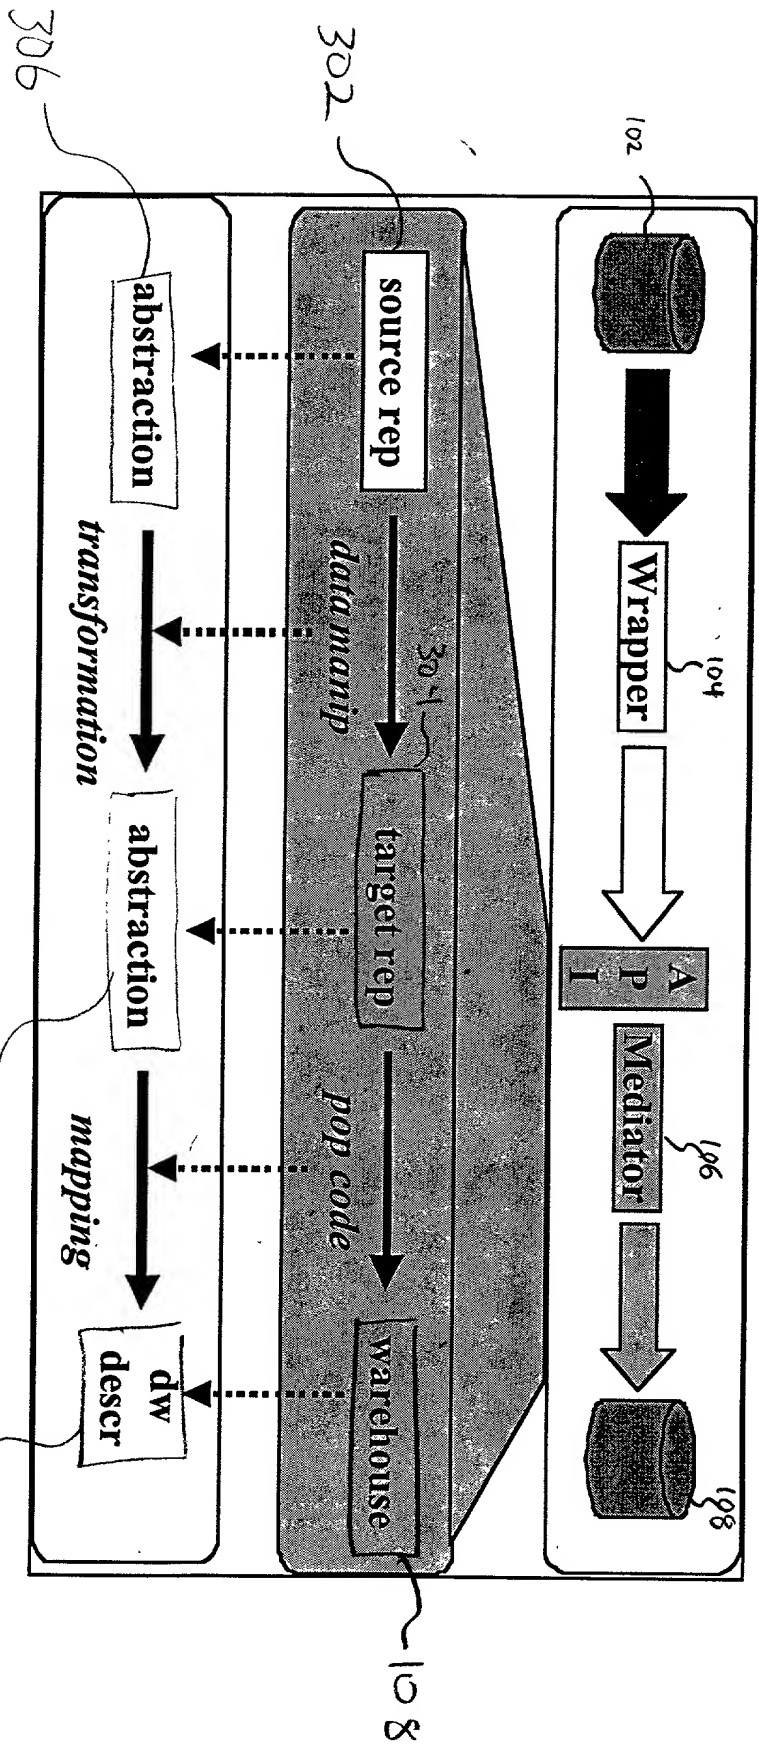 102
104
Wrapper
A
P
I
Mediator
106
108
302
source rep
data manip
304
target rep
pop code
warehouse
108
306
abstraction
transformation
abstraction
mapping
dw
descr